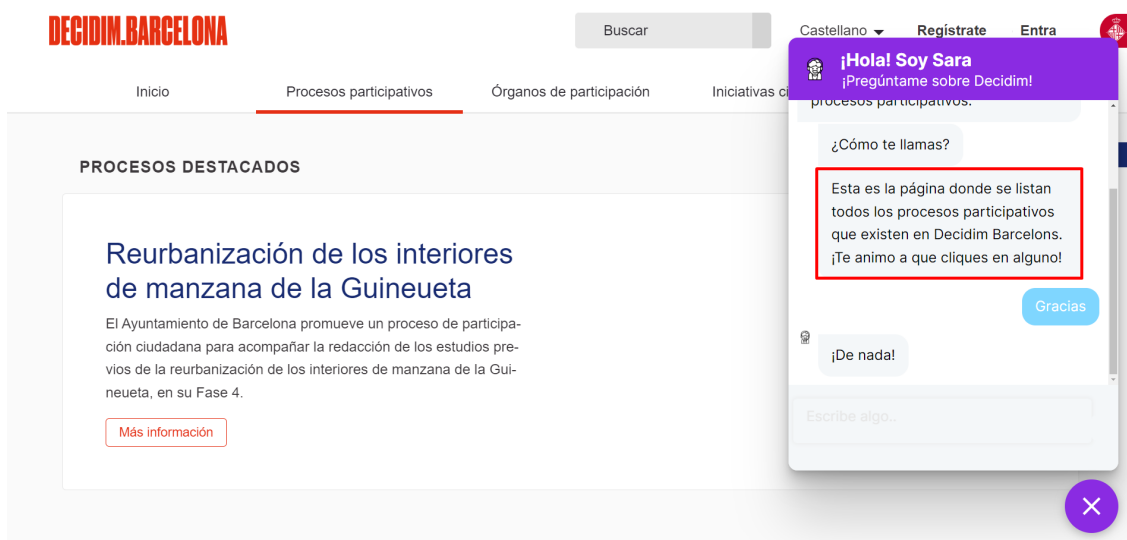 DECIDIM.BARCELONA
Buscar
Castellano
Regístrate
Entra
Inicio
Procesos participativos
Órganos de participación
Iniciativas ci
¡Hola! Soy Sara
¡Pregúntame sobre Decidim!
procesos participativos.
¿Cómo te llamas?
Esta es la página donde se listan
todos los procesos participativos
que existen en Decidim Barcelons.
¡Te animo a que cliques en alguno!
Gracias
¡De nada!
Escribe algo..
PROCESOS DESTACADOS
Reurbanización de los interiores
de manzana de la Guineueta
El Ayuntamiento de Barcelona promueve un proceso de participa-
ción ciudadana para acompañar la redacción de los estudios pre-
vios de la reurbanización de los interiores de manzana de la Gui-
neueta, en su Fase 4.
Más información